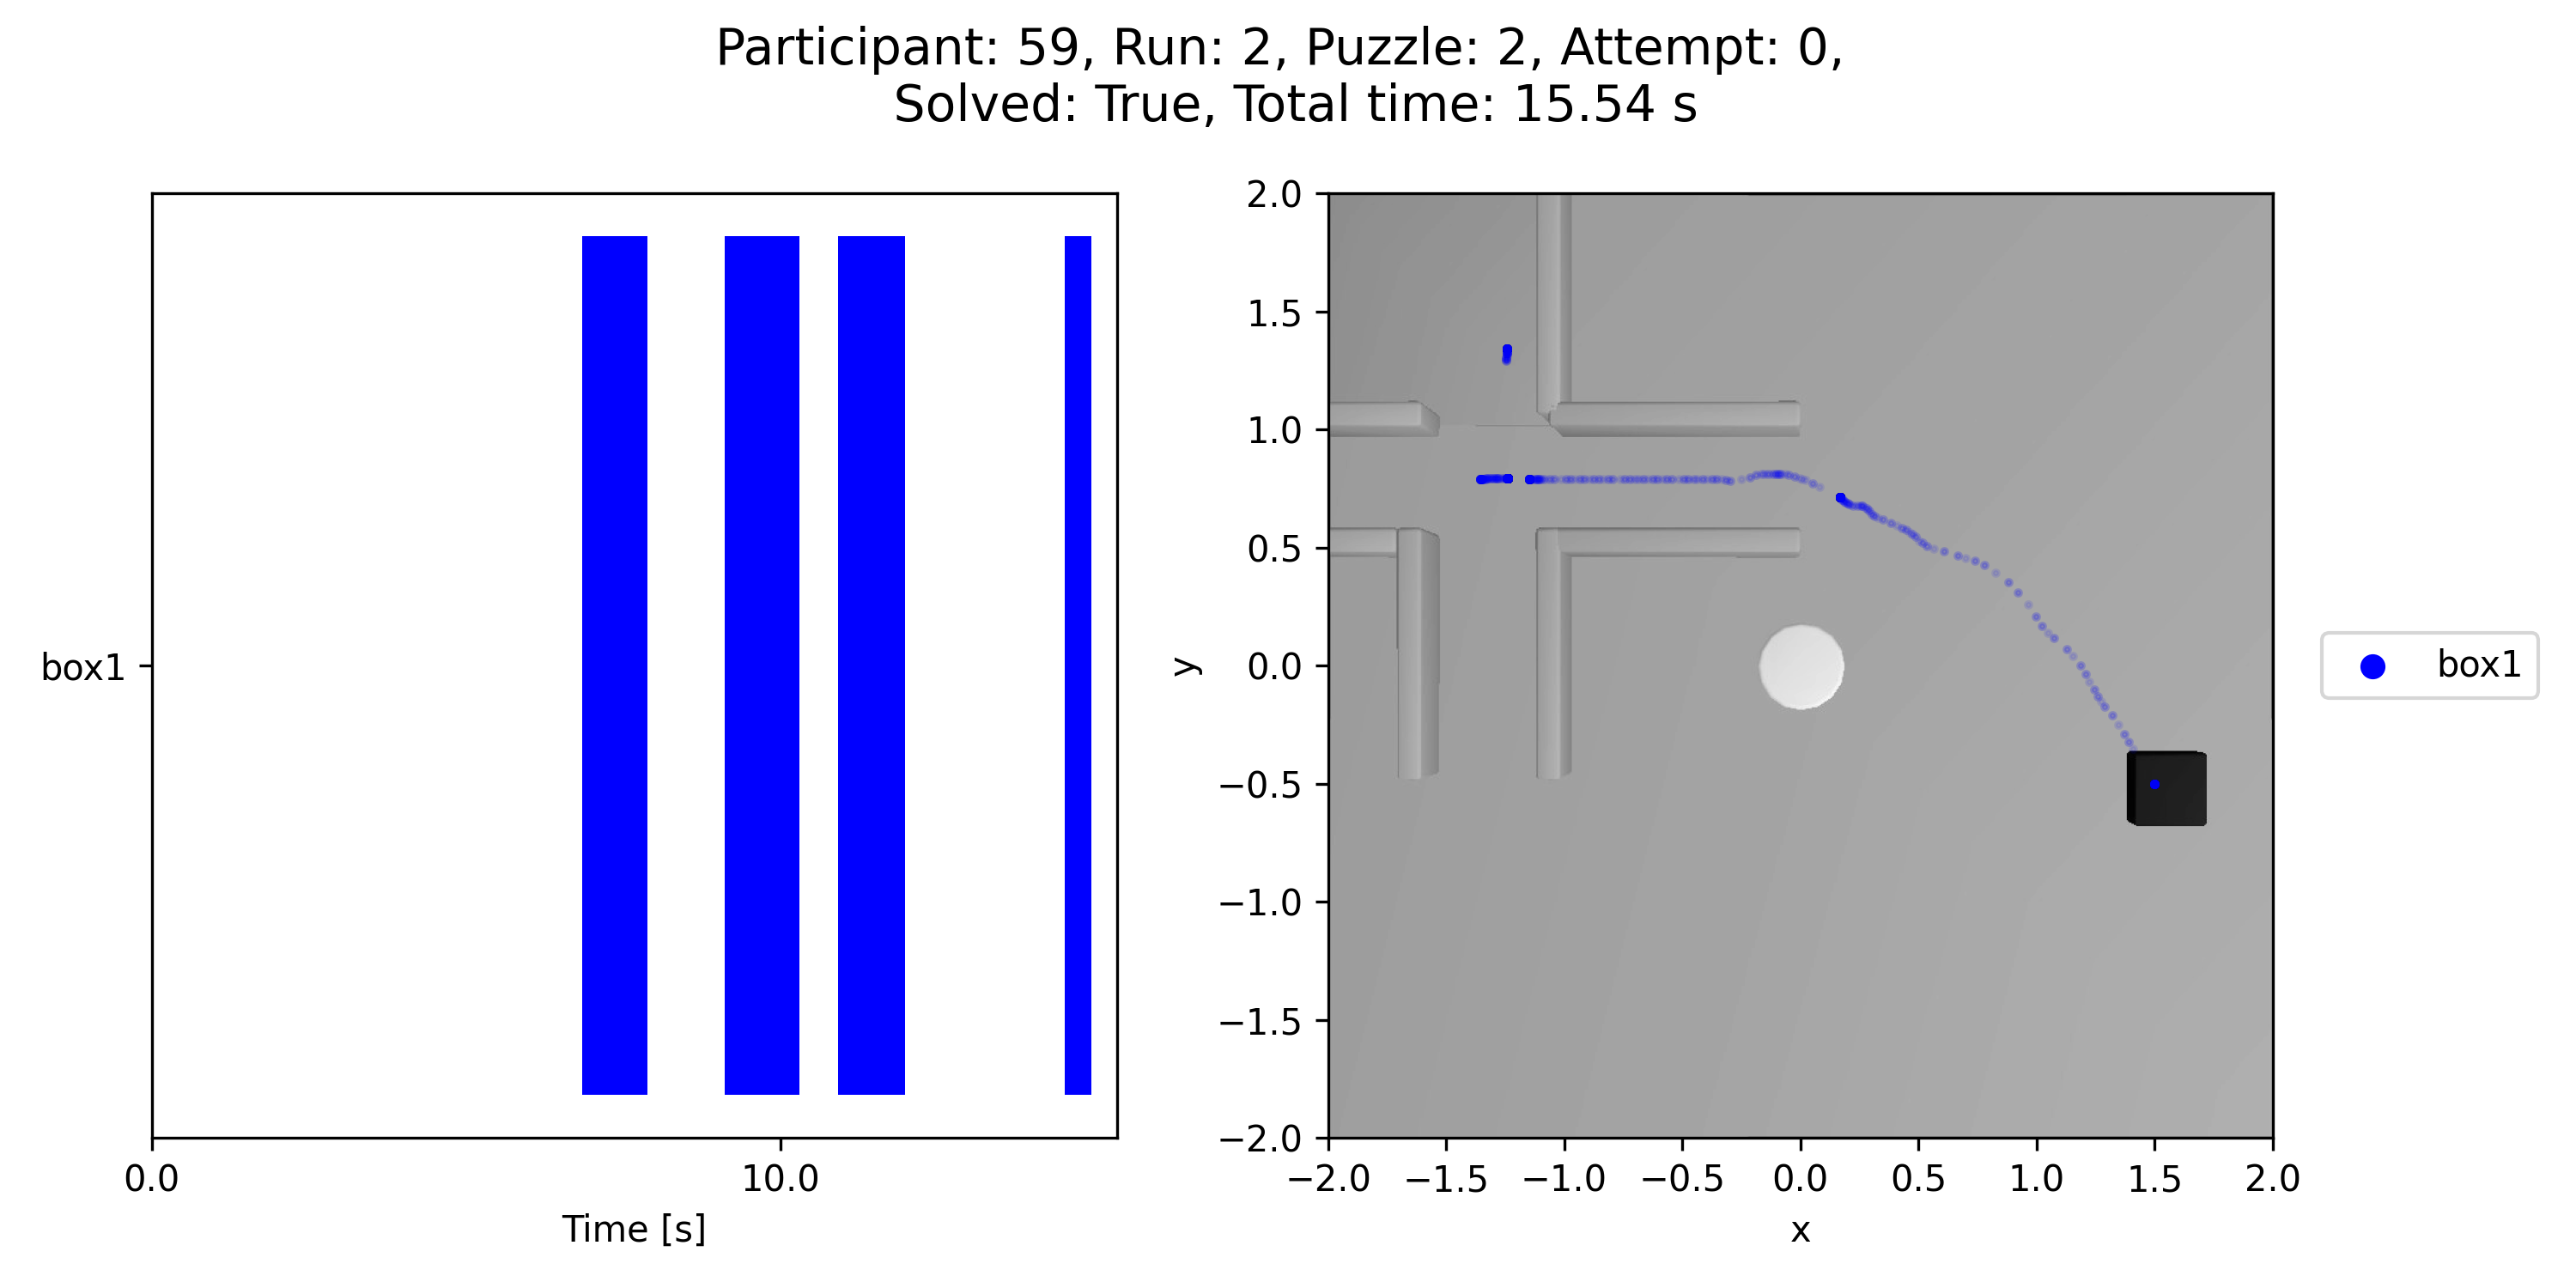 Participant: 59, Run: 2, Puzzle: 2, Attempt: 0,
Solved: True, Total time: 15.54 s
box1
0.0
10.0
Time [s]
2.0
1.5
1.0
0.5
0.0
−0.5
−1.0
−1.5
−2.0
y
−2.0
−1.5
−1.0
−0.5
0.0
0.5
1.0
1.5
2.0
x
box1